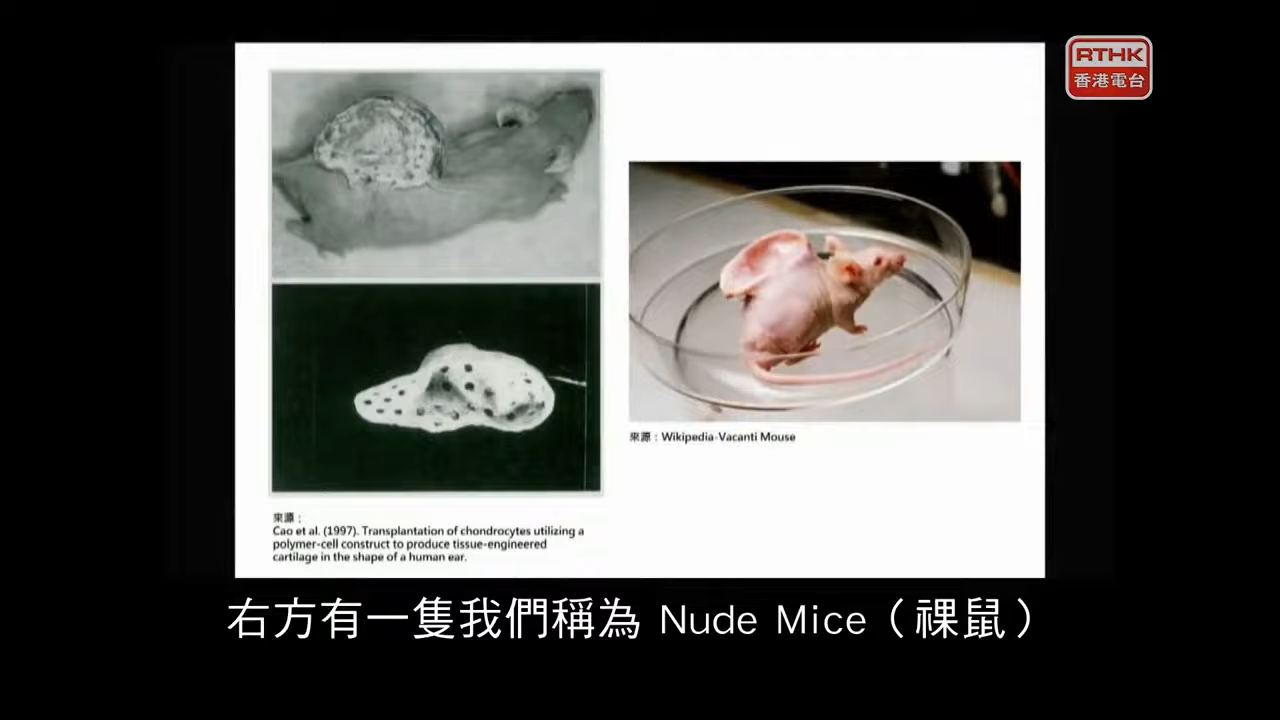 RTHK
香港電台
來源：Wikipedia-Vacanti Mouse
來源：
Cao et al. (1997). Transplantation of chondrocytes utilizing a
polymer-cell construct to produce tissue-engineered
cartilage in the shape of a human ear.
右方有一隻我們稱為 Nude Mice（祼鼠）